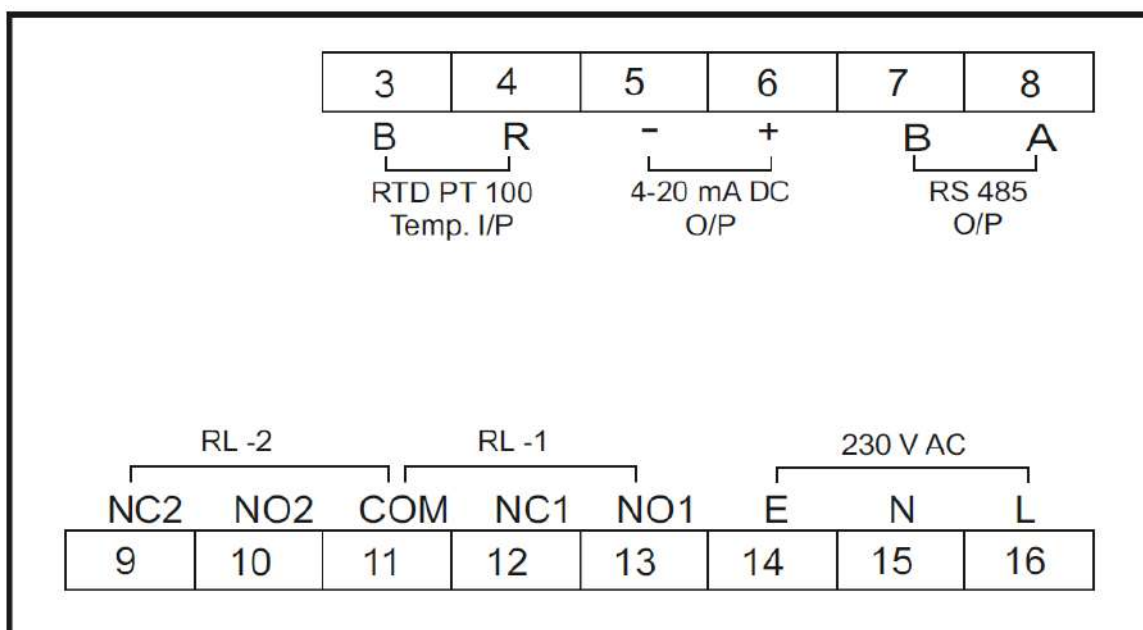 3 4 5 6 7 8
B R - + B A
RTD PT 100 4-20 mA DC RS 485
Temp. I/P O/P O/P
RL -2 RL -1 230 V AC
NC2 NO2 COM NC1 NO1 E N L
9 10 11 12 13 14 15 16